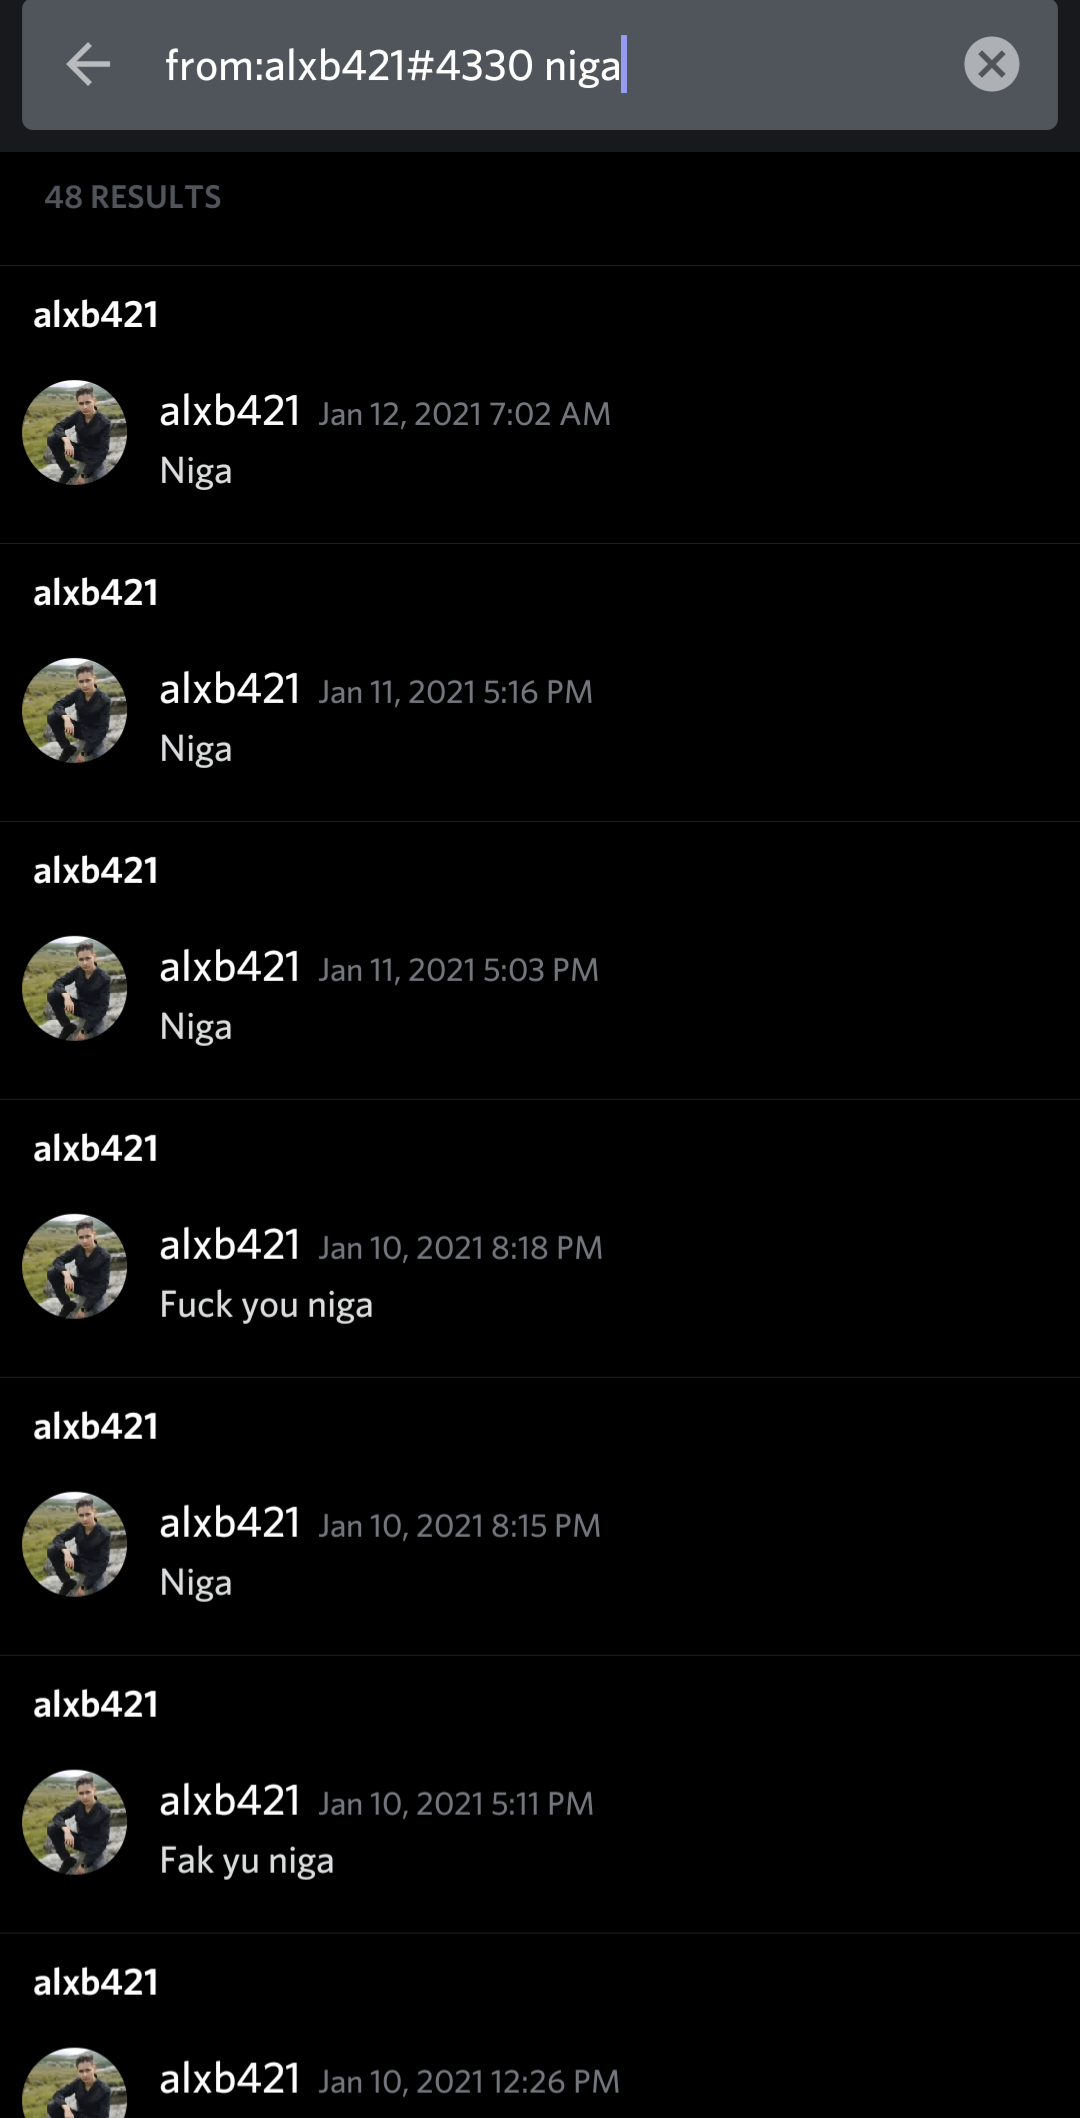 from:alxb421#4330 niga
48 RESULTS
alxb421
alxb421 Jan 12, 2021 7:02 AM
Niga
alxb421
alxb421 Jan 11, 2021 5:16 PM
Niga
alxb421
alxb421 Jan 11, 2021 5:03 PM
Niga
alxb421
alxb421 Jan 10, 2021 8:18 PM
Fuck you niga
alxb421
alxb421 Jan 10, 2021 8:15 PM
Niga
alxb421
alxb421 Jan 10, 2021 5:11 PM
Fak yu niga
alxb421
alxb421 Jan 10, 2021 12:26 PM